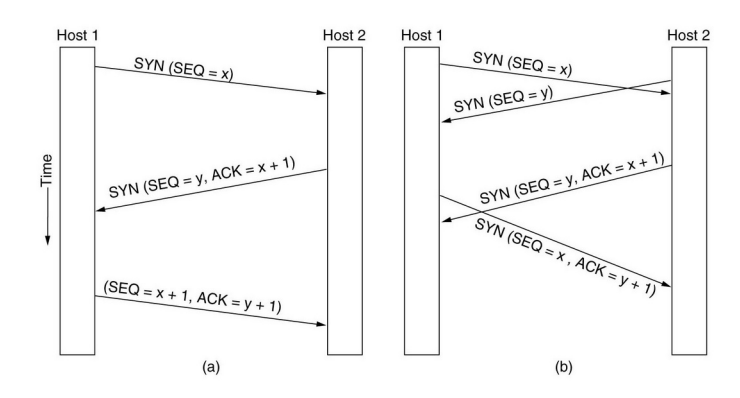 Host 1
Host 2
SYN (SEQ = x)
SYN (SEQ = y, ACK = x + 1)
Time
(SEQ = x + 1, ACK = y + 1)
(a)
Host 1
Host 2
SYN (SEQ = x)
SYN (SEQ = y)
SYN (SEQ = y, ACK = x + 1)
SYN (SEQ = x , ACK = y + 1)
(b)